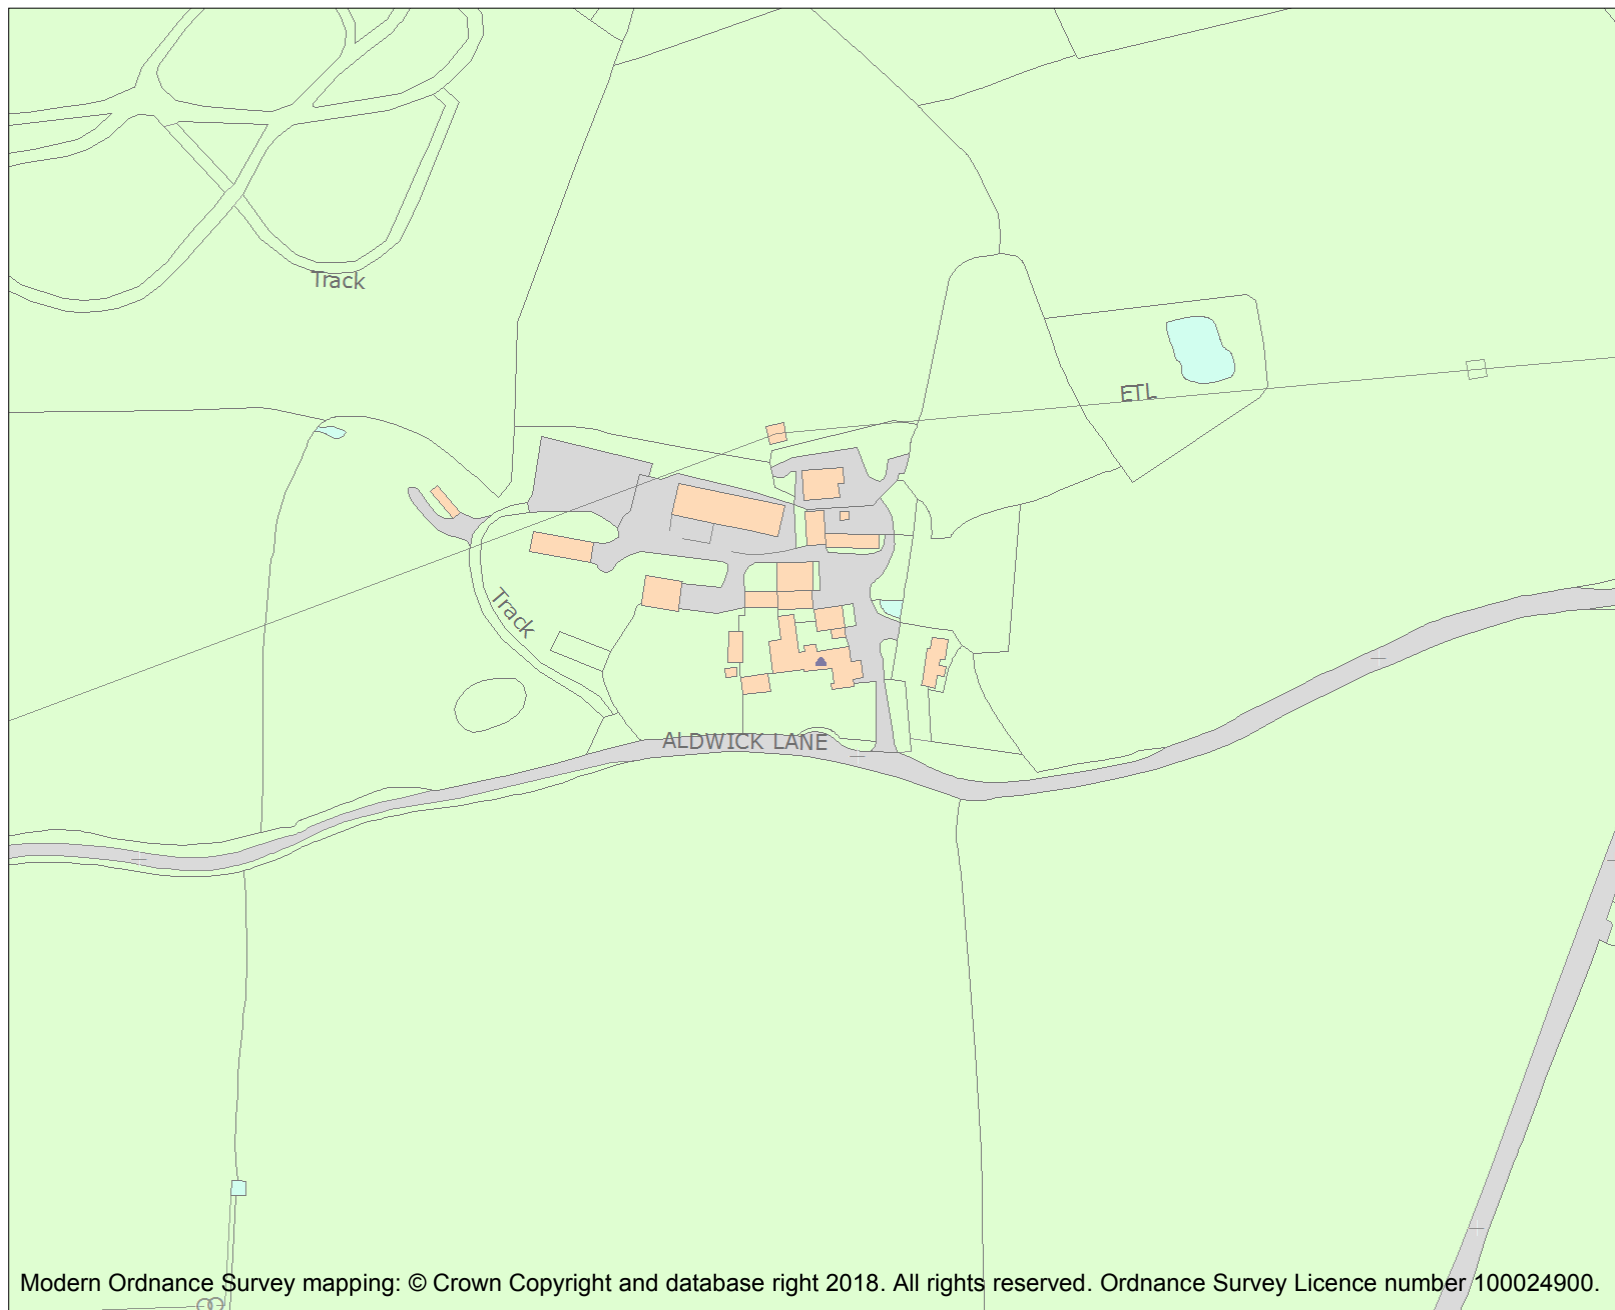 Track
ETL
Track
ALDWICK LANE
Modern Ordnance Survey mapping: © Crown Copyright and database right 2018. All rights reserved. Ordnance Survey Licence number 100024900.